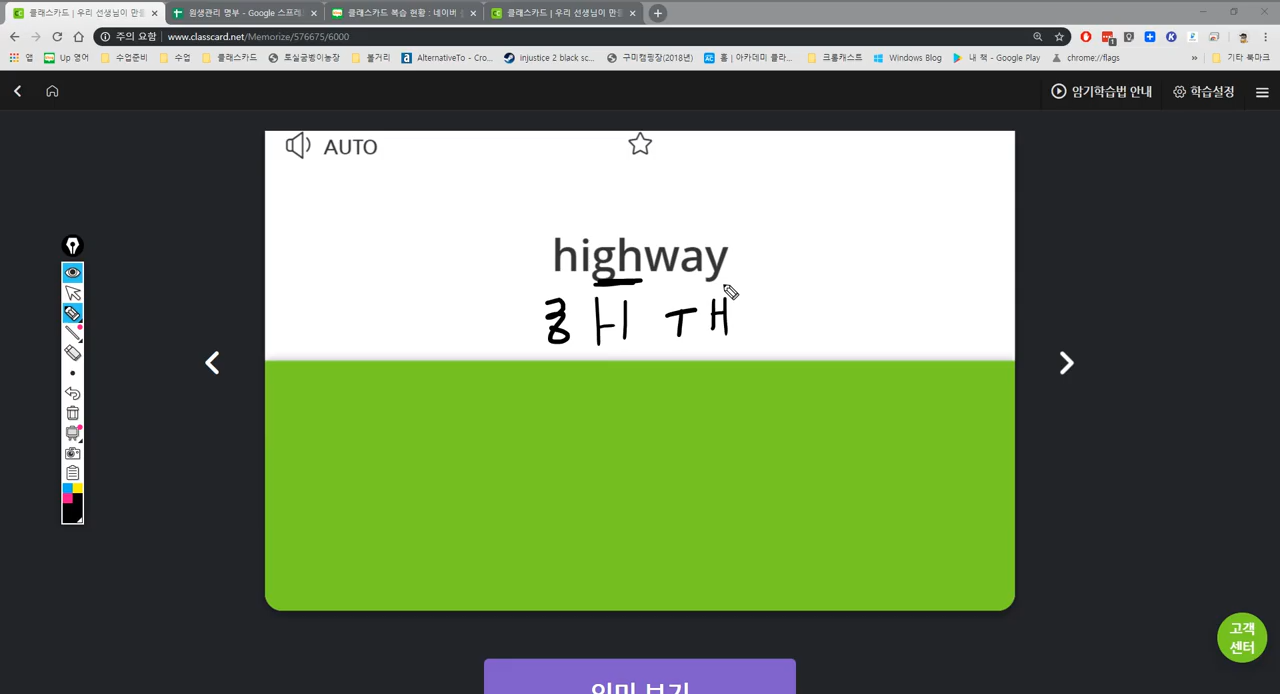 클래스카드 | 우리 선생님이 만든
원생관리 명부 - Google 스프레
클래스카드 복습 현황 : 네이버
클래스카드 | 우리 선생님이 만든
주의 요함 www.classcard.net/Memorize/576675/6000
앱 Up 영어 수업준비 수업 클래스카드 토실굼벵이농장 볼거리 AlternativeTo - Cro... Injustice 2 black sc... 구미캠핑장(2018년) 홈 | 아카데미 클라... 크롬캐스트 Windows Blog 내 책 - Google Play chrome://flags » 기타 북마크
암기학습법 안내 학습설정
AUTO
highway
고객
센터
의미 보기